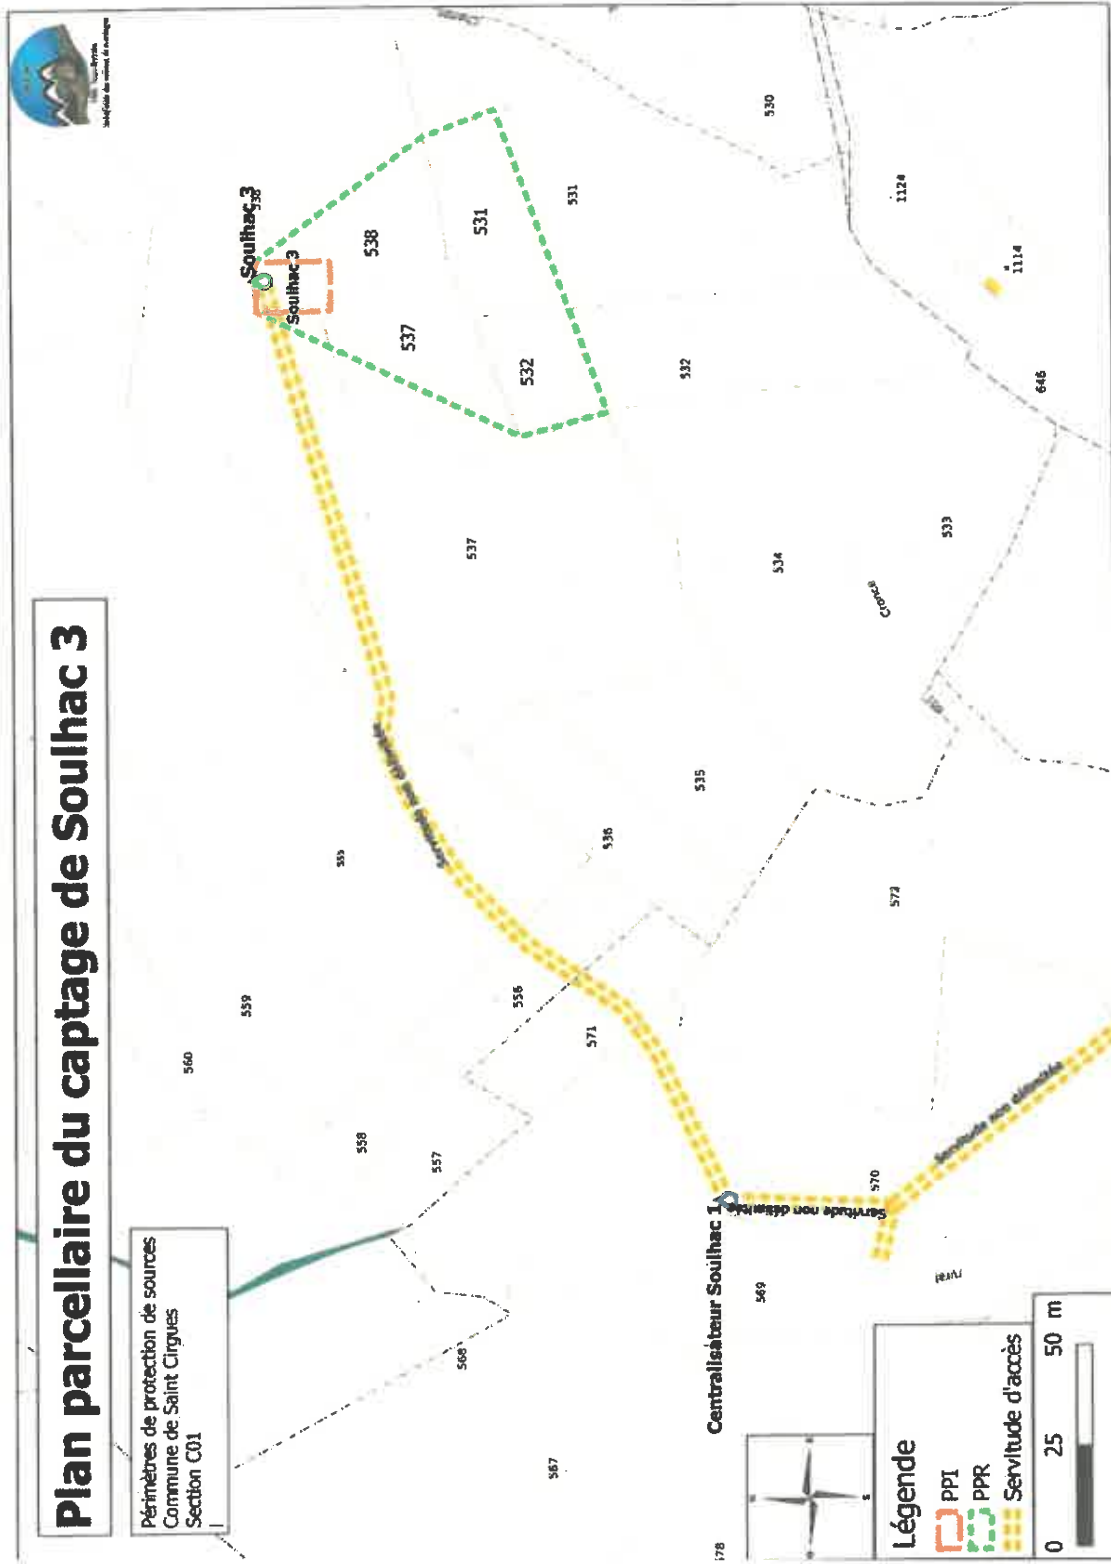 Plan parcellaire du captage de Soulhac 3
Périmètres de protection de sources
Commune de Saint Cirgues
Section C01
Soulhac 3
Soulhac 3
538
531
537
532
531
530
532
1124
1114
646
537
534
533
Cronce
535
536
555
559
560
556
571
558
557
572
570
569
568
567
rural
Servitude non délimitée
Servitude non délimitée
Servitude non délimitée
Centralisateur Soulhac 1
Légende
PPI
PPR
Servitude d'accès
0 25 50 m